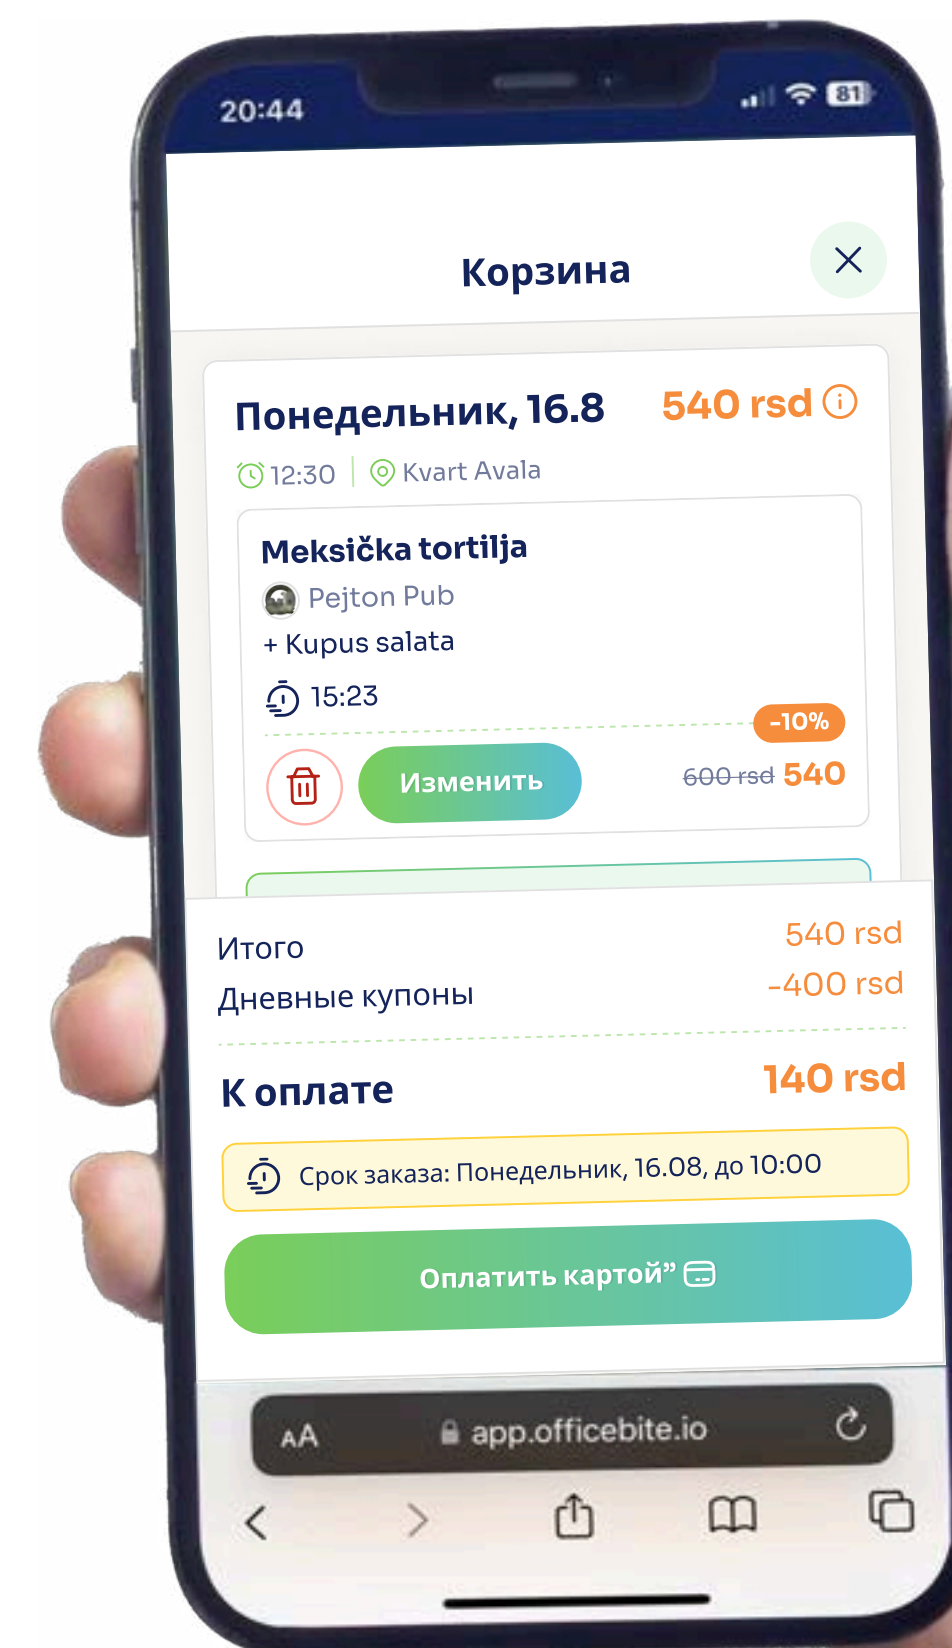 20:44
81
Корзина
Понедельник, 16.8
540 rsd
12:30
Kvart Avala
Meksička tortilja
Pejton Pub
+ Kupus salata
15:23
-10%
Изменить
600 rsd 540
Итого
540 rsd
Дневные купоны
-400 rsd
К оплате
140 rsd
Срок заказа: Понедельник, 16.08, до 10:00
Оплатить картой”
AA
app.officebite.io